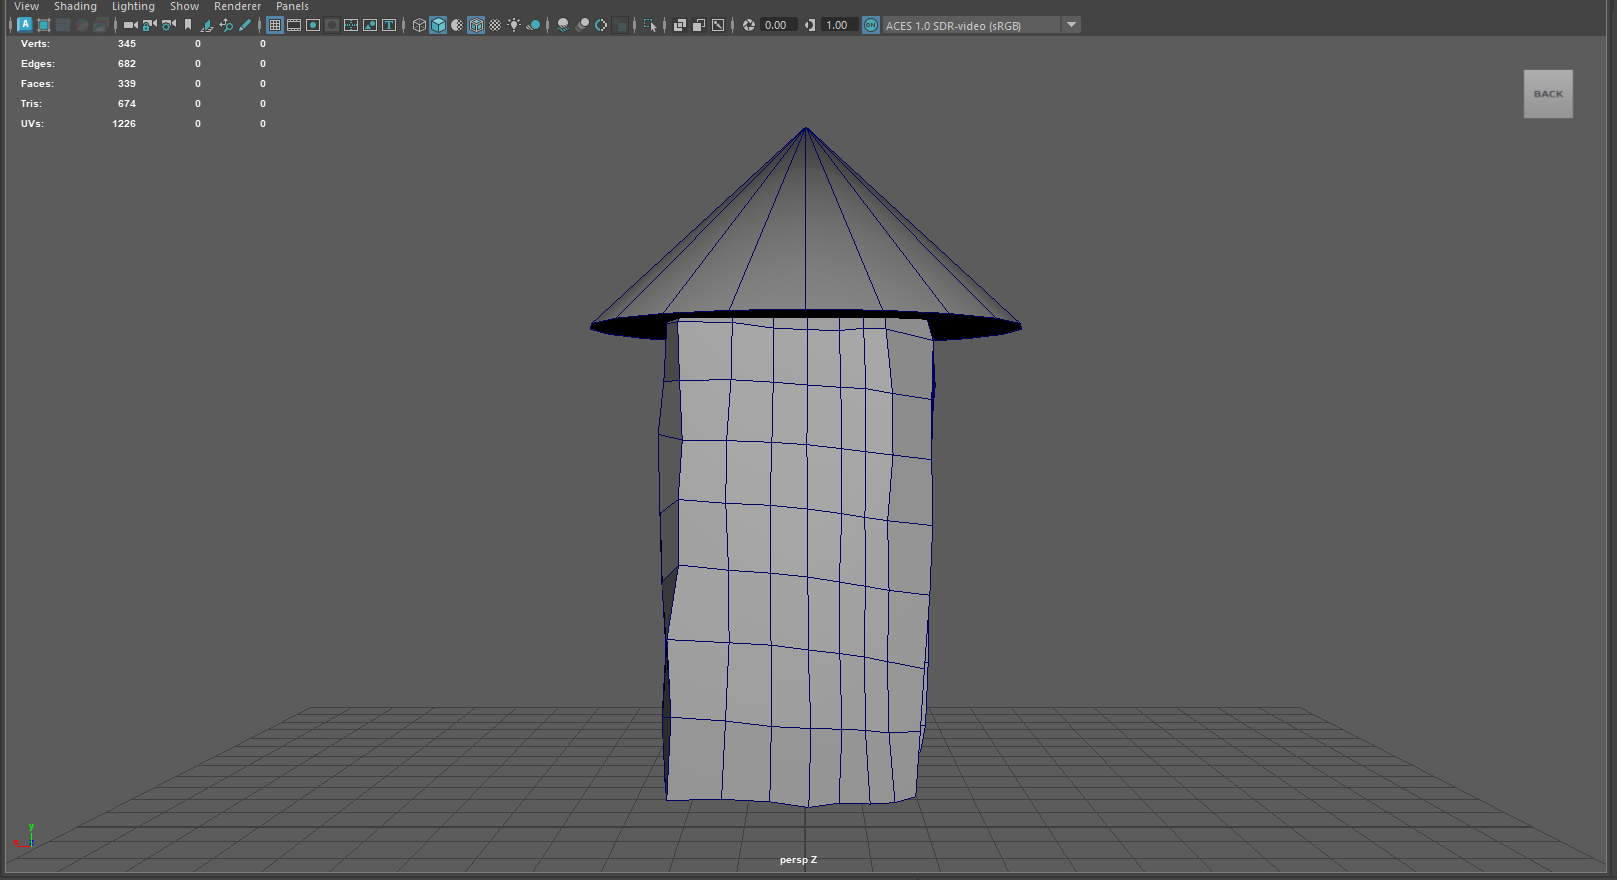 View Shading Lighting Show Renderer Panels
A 0.00 1.00 ON ACES 1.0 SDR-video (sRGB)
Verts: 345 0 0
Edges: 682 0 0
Faces: 339 0 0
Tris: 674 0 0
UVs: 1226 0 0
BACK
y
x z
persp Z